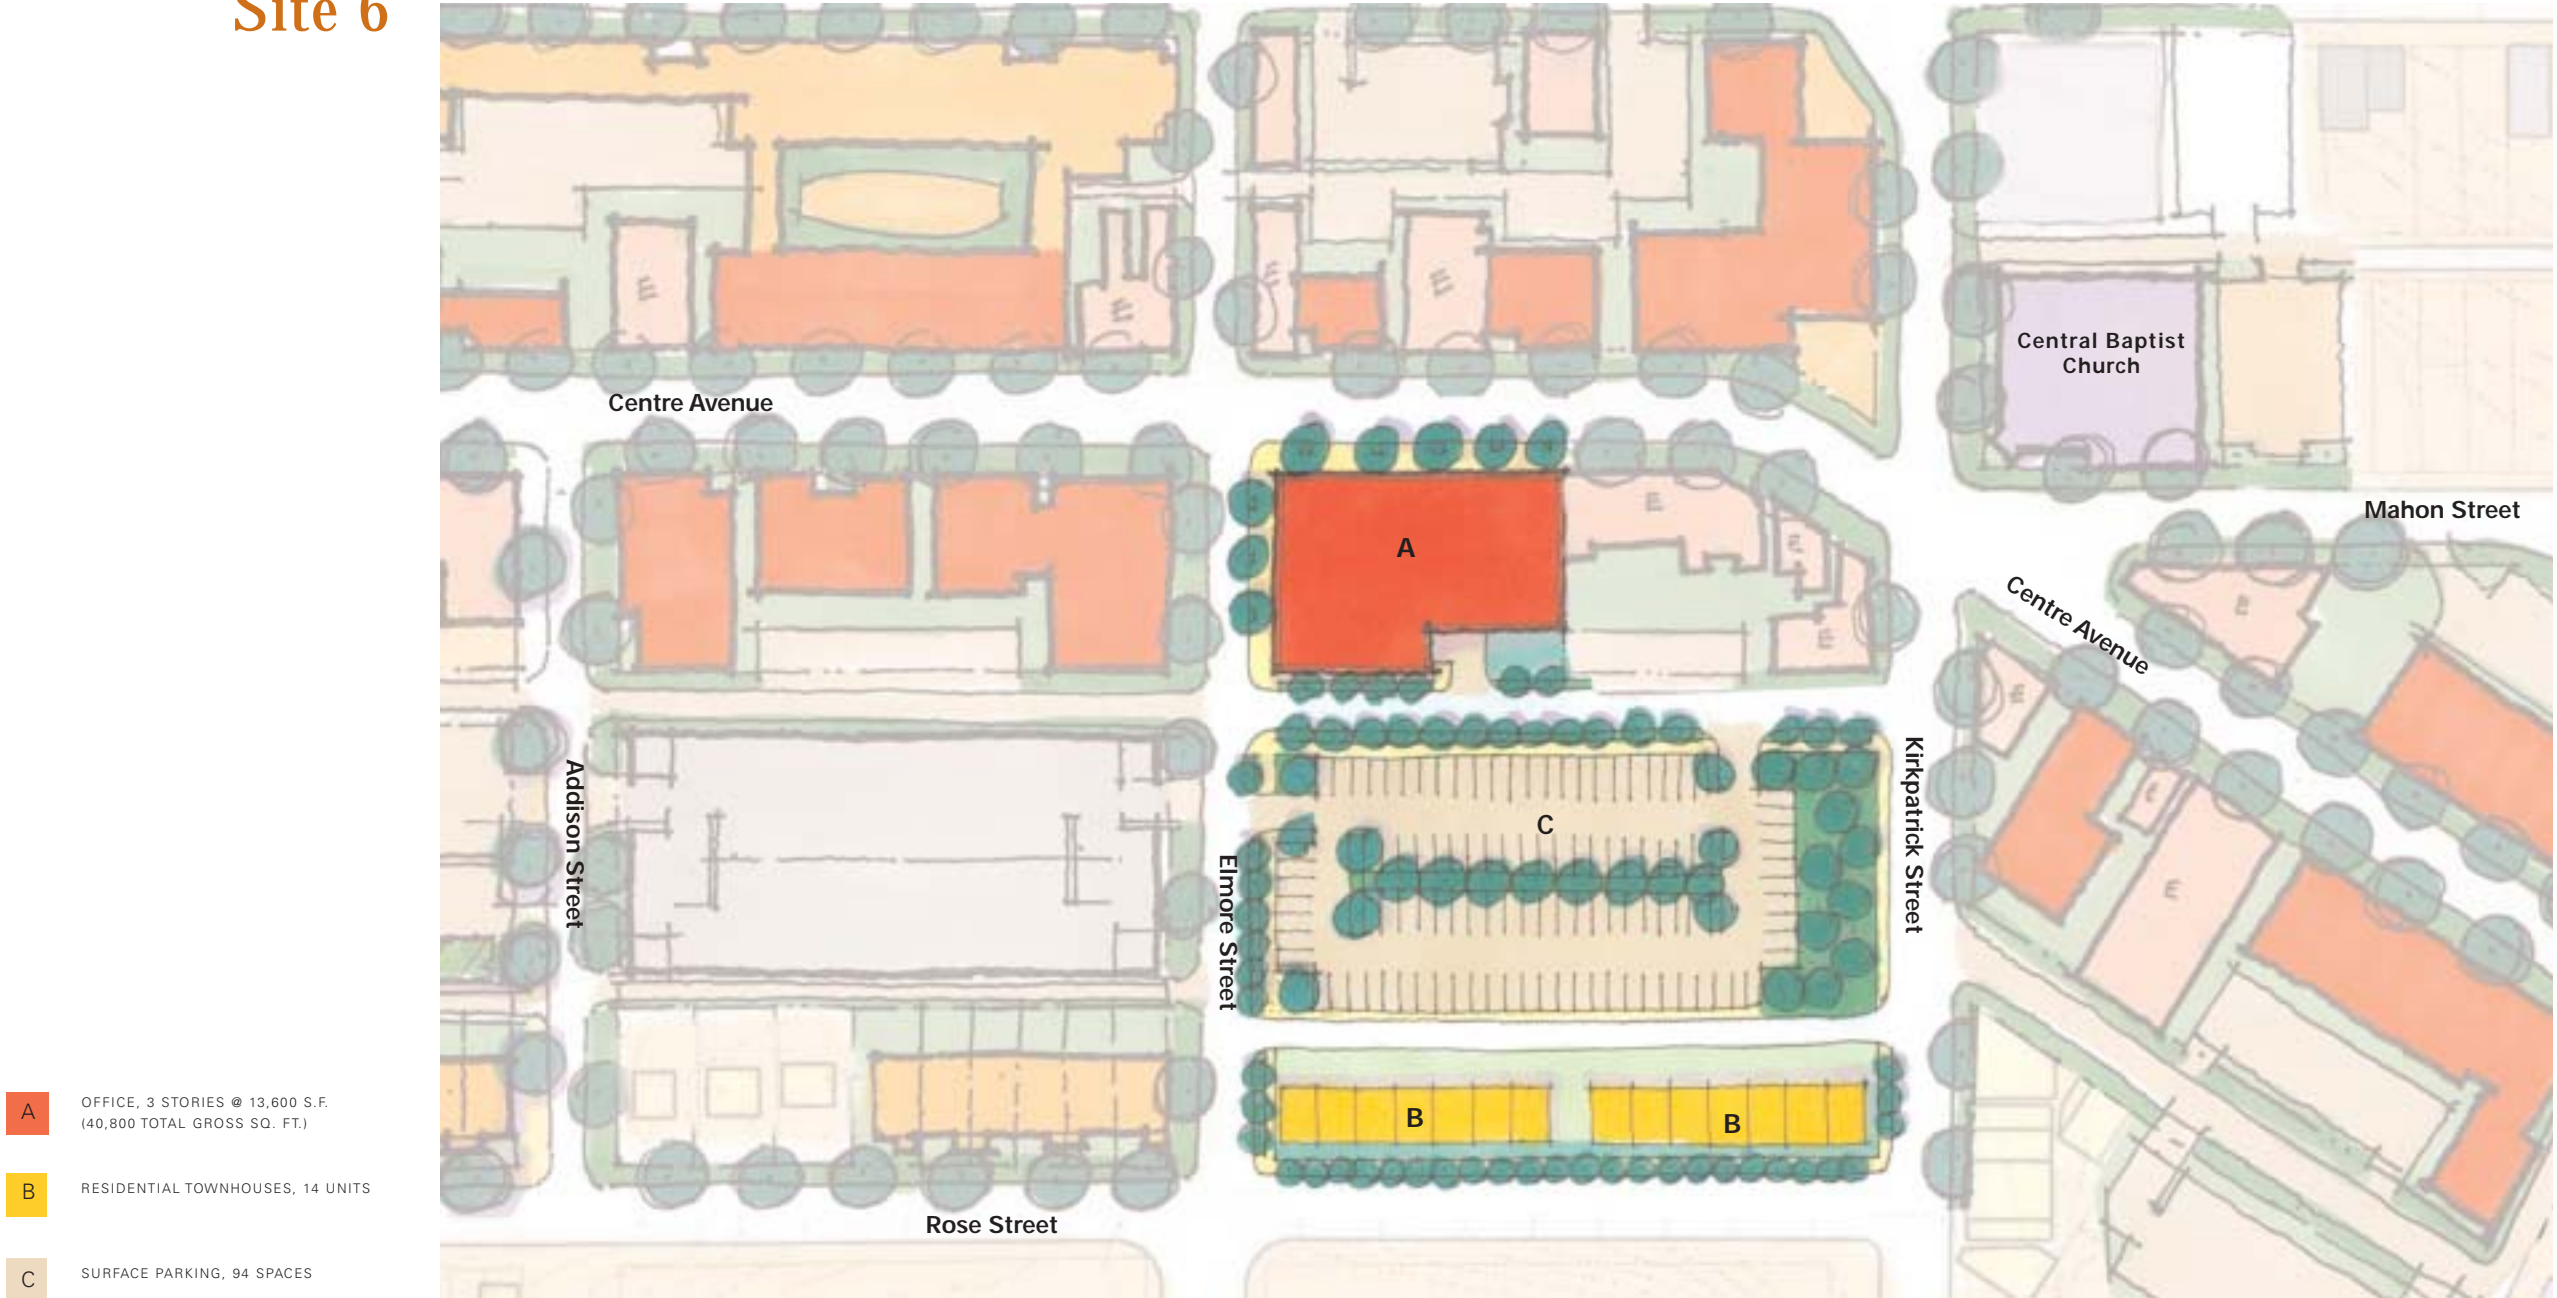 Site 6
Centre Avenue
Central Baptist
Church
Mahon Street
A
Centre Avenue
Addison Street
Elmore Street
C
Kirkpatrick Street
B
B
Rose Street
E
A
OFFICE, 3 STORIES @ 13,600 S.F.
(40,800 TOTAL GROSS SQ. FT.)
B
RESIDENTIAL TOWNHOUSES, 14 UNITS
C
SURFACE PARKING, 94 SPACES